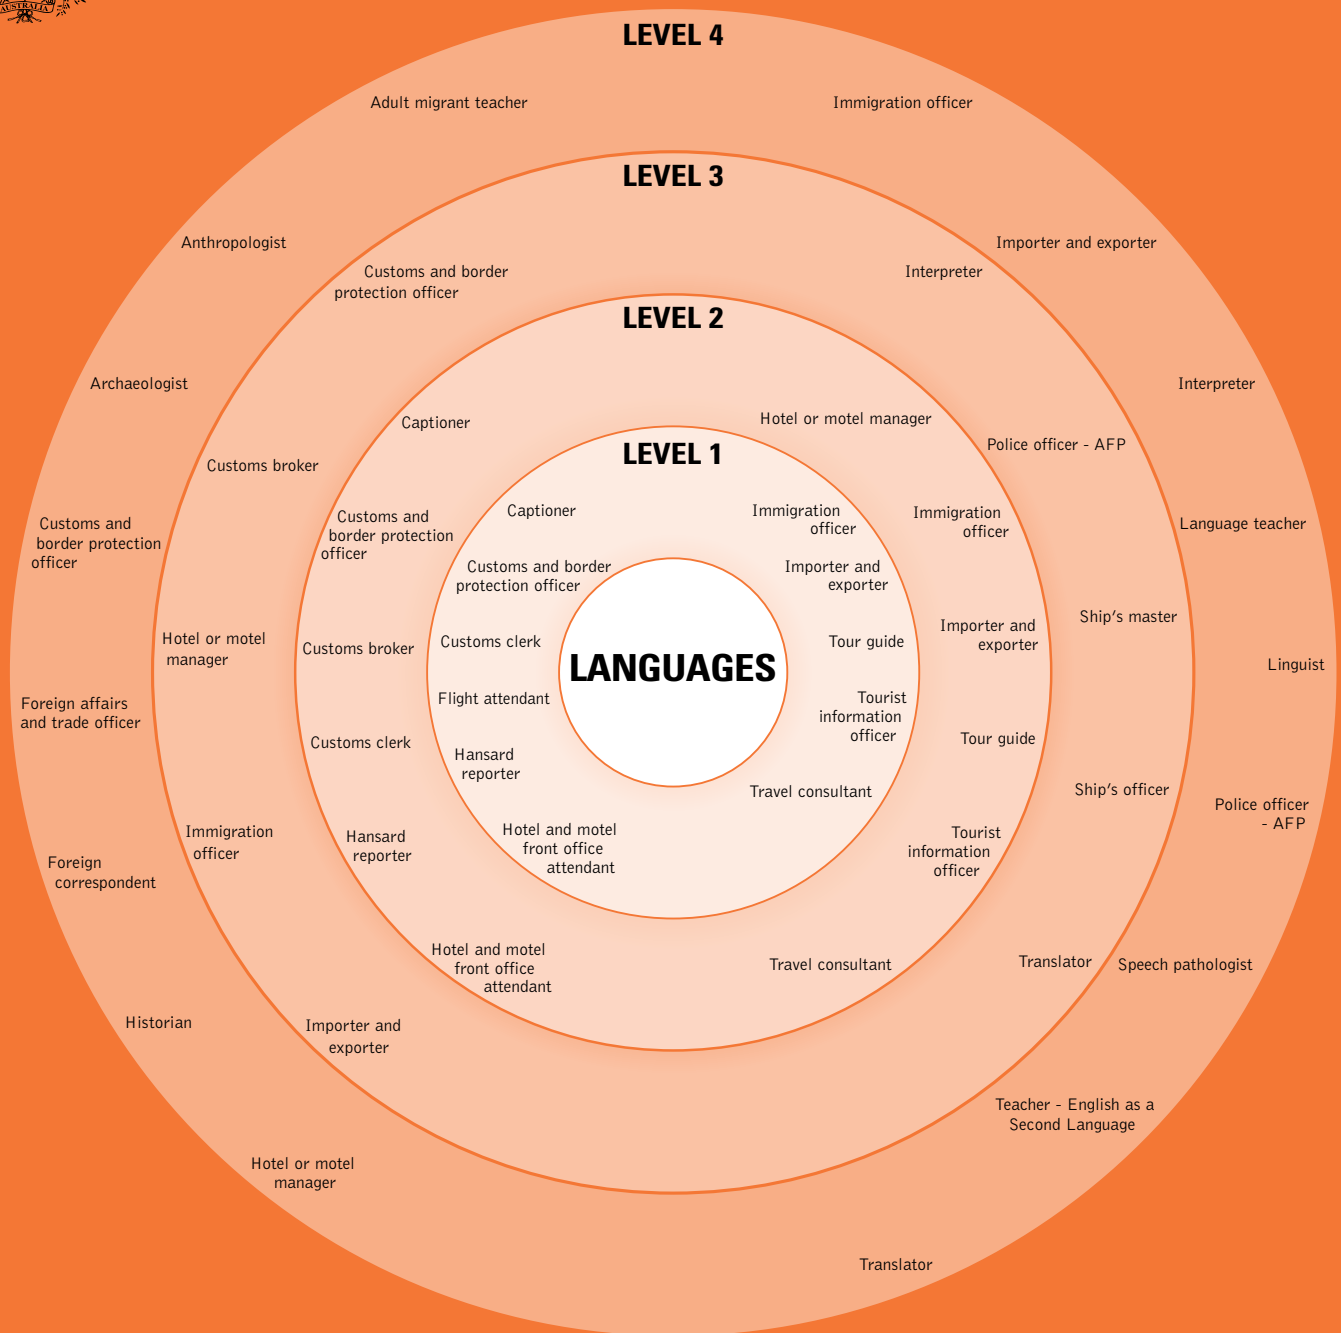 AUSTRALIA
LEVEL 4
Adult migrant teacher
Immigration officer
Anthropologist
Importer and exporter
Archaeologist
Interpreter
Customs and
border protection
officer
Language teacher
Linguist
Foreign affairs
and trade officer
Police officer
- AFP
Foreign
correspondent
Speech pathologist
Historian
Teacher - English as a
Second Language
Hotel or motel
manager
Translator
LEVEL 3
Customs and border
protection officer
Interpreter
Customs broker
Police officer - AFP
Hotel or motel
manager
Ship's master
Immigration
officer
Ship's officer
Importer and
exporter
Translator
LEVEL 2
Captioner
Hotel or motel manager
Customs and
border protection
officer
Immigration
officer
Customs broker
Importer and
exporter
Customs clerk
Tour guide
Hansard
reporter
Tourist
information
officer
Hotel and motel
front office
attendant
Travel consultant
LEVEL 1
Captioner
Immigration
officer
Customs and border
protection officer
Importer and
exporter
Customs clerk
Tour guide
Flight attendant
Tourist
information
officer
Hansard
reporter
Travel consultant
Hotel and motel
front office
attendant
LANGUAGES